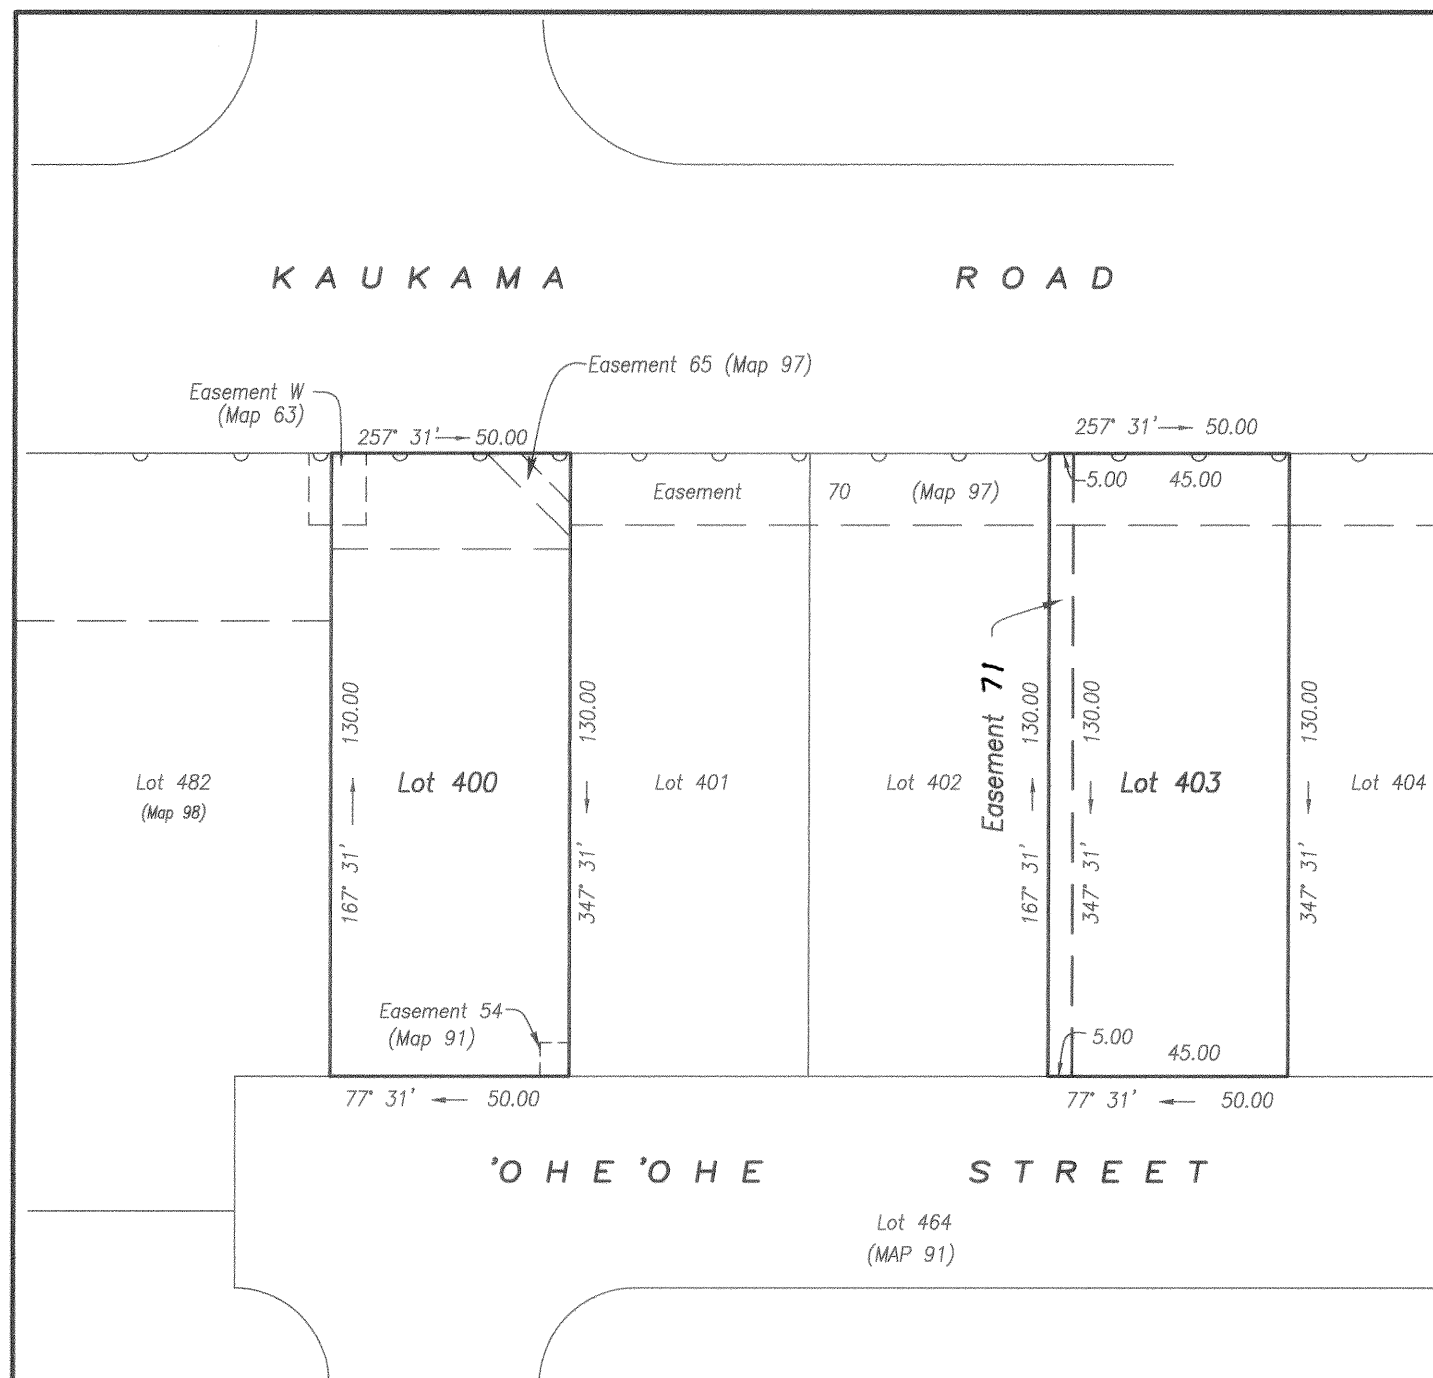 KAUKAMA ROAD
Easement 65 (Map 97)
Easement W
(Map 63)
257° 31' 50.00
257° 31' 50.00
Easement 70 (Map 97)
5.00 45.00
Easement 71
167° 31' 130.00
347° 31' 130.00
167° 31' 130.00
347° 31' 130.00
347° 31' 130.00
Lot 482
(Map 98)
Lot 400
Lot 401
Lot 402
Lot 403
Lot 404
Easement 54
(Map 91)
5.00
45.00
77° 31' 50.00
77° 31' 50.00
'OHE'OHE STREET
Lot 464
(MAP 91)